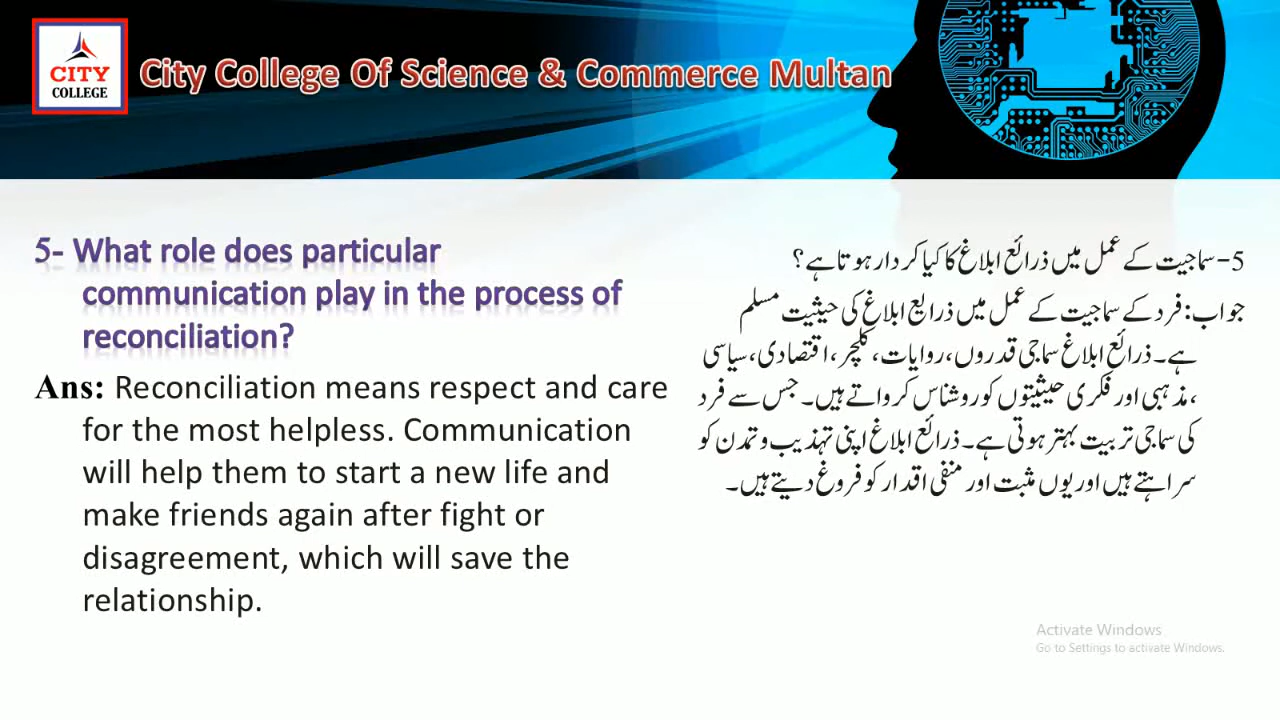 CITY
COLLEGE
City College Of Science & Commerce Multan
5- What role does particular
communication play in the process of
reconciliation?
Ans: Reconciliation means respect and care
for the most helpless. Communication
will help them to start a new life and
make friends again after fight or
disagreement, which will save the
relationship.
5-سماجیت کے عمل میں ذرائع ابلاغ کا کیا کردار ہوتا ہے؟
جواب: فرد کے سماجیت کے عمل میں ذرایع ابلاغ کی حیثیت مسلم
ہے۔ ذرائع ابلاغ سماجی قدروں، روایات، کلچر، اقتصادی، سیاسی
، مذہبی اور فکری حیثیتوں کو روشناس کرواتے ہیں۔ جس سے فرد
کی سماجی تربیت بہتر ہوتی ہے۔ ذرائع ابلاغ اپنی تہذیب و تمدن کو
سراہتے ہیں اور یوں مثبت اور منفی اقدار کو فروغ دیتے ہیں۔
Activate Windows
Go to Settings to activate Windows.